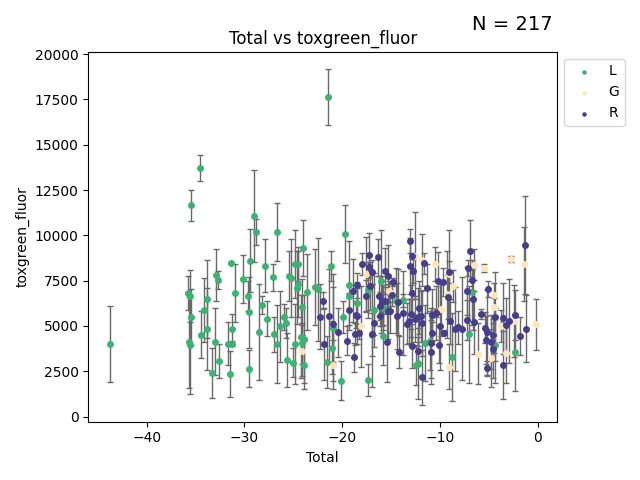 N = 217
Total vs toxgreen_fluor
20000
17500
15000
12500
10000
7500
5000
2500
0
toxgreen_fluor
−40
−30
−20
−10
0
Total
L
G
R